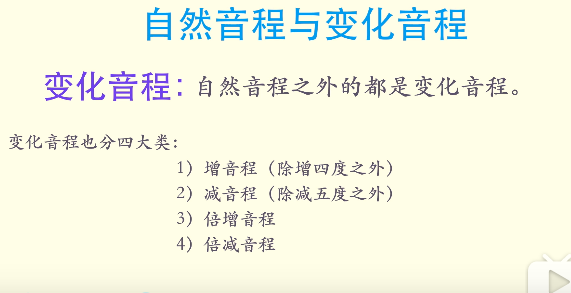 自然音程与变化音程
变化音程：自然音程之外的都是变化音程。
变化音程也分四大类：
1）增音程（除增四度之外）
2）减音程（除减五度之外）
3）倍增音程
4）倍减音程